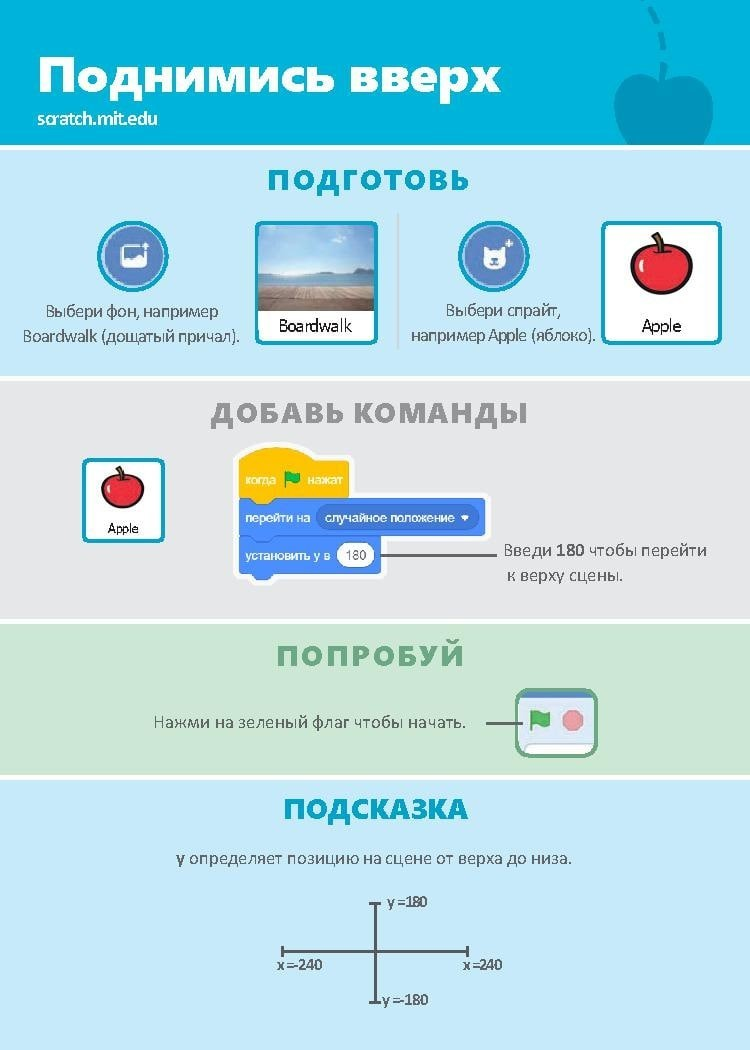 Поднимись вверх
scratch.mit.edu
ПОДГОТОВЬ
Выбери фон, например
Boardwalk (дощатый причал).
Boardwalk
Выбери спрайт,
например Apple (яблоко).
Apple
ДОБАВЬ КОМАНДЫ
Apple
когда нажат
перейти на случайное положение
установить y в 180
Введи 180 чтобы перейти
к верху сцены.
ПОПРОБУЙ
Нажми на зеленый флаг чтобы начать.
ПОДСКАЗКА
y определяет позицию на сцене от верха до низа.
y =180
x =-240
x =240
y =-180